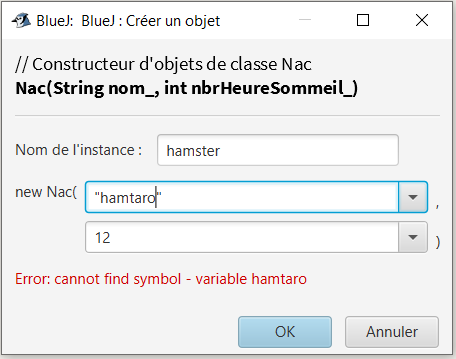 BlueJ: BlueJ : Créer un objet
// Constructeur d'objets de classe Nac
Nac(String nom_, int nbrHeureSommeil_)
Nom de l'instance : hamster
new Nac( "hamtaro" ,
12 )
Error: cannot find symbol - variable hamtaro
OK Annuler